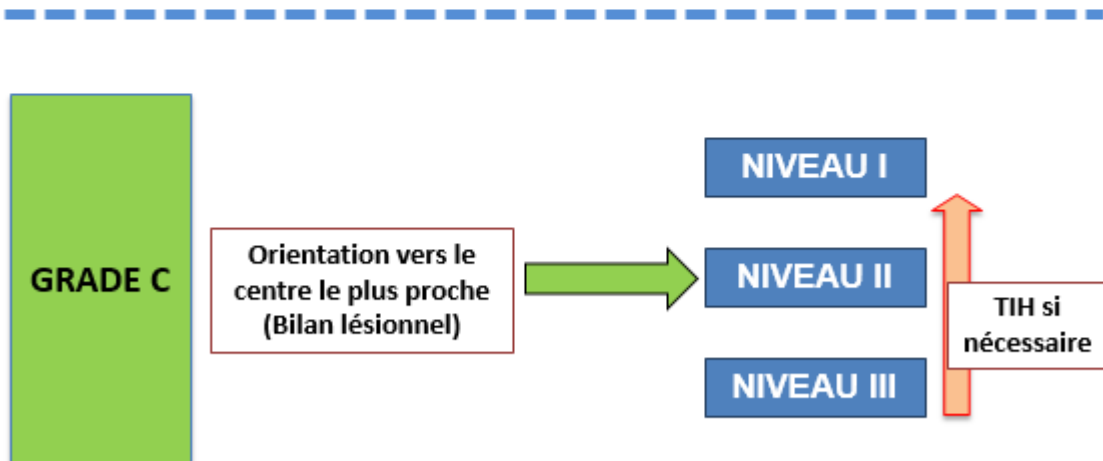 GRADE C
Orientation vers le
centre le plus proche
(Bilan lésionnel)
NIVEAU I
NIVEAU II
NIVEAU III
TIH si
nécessaire